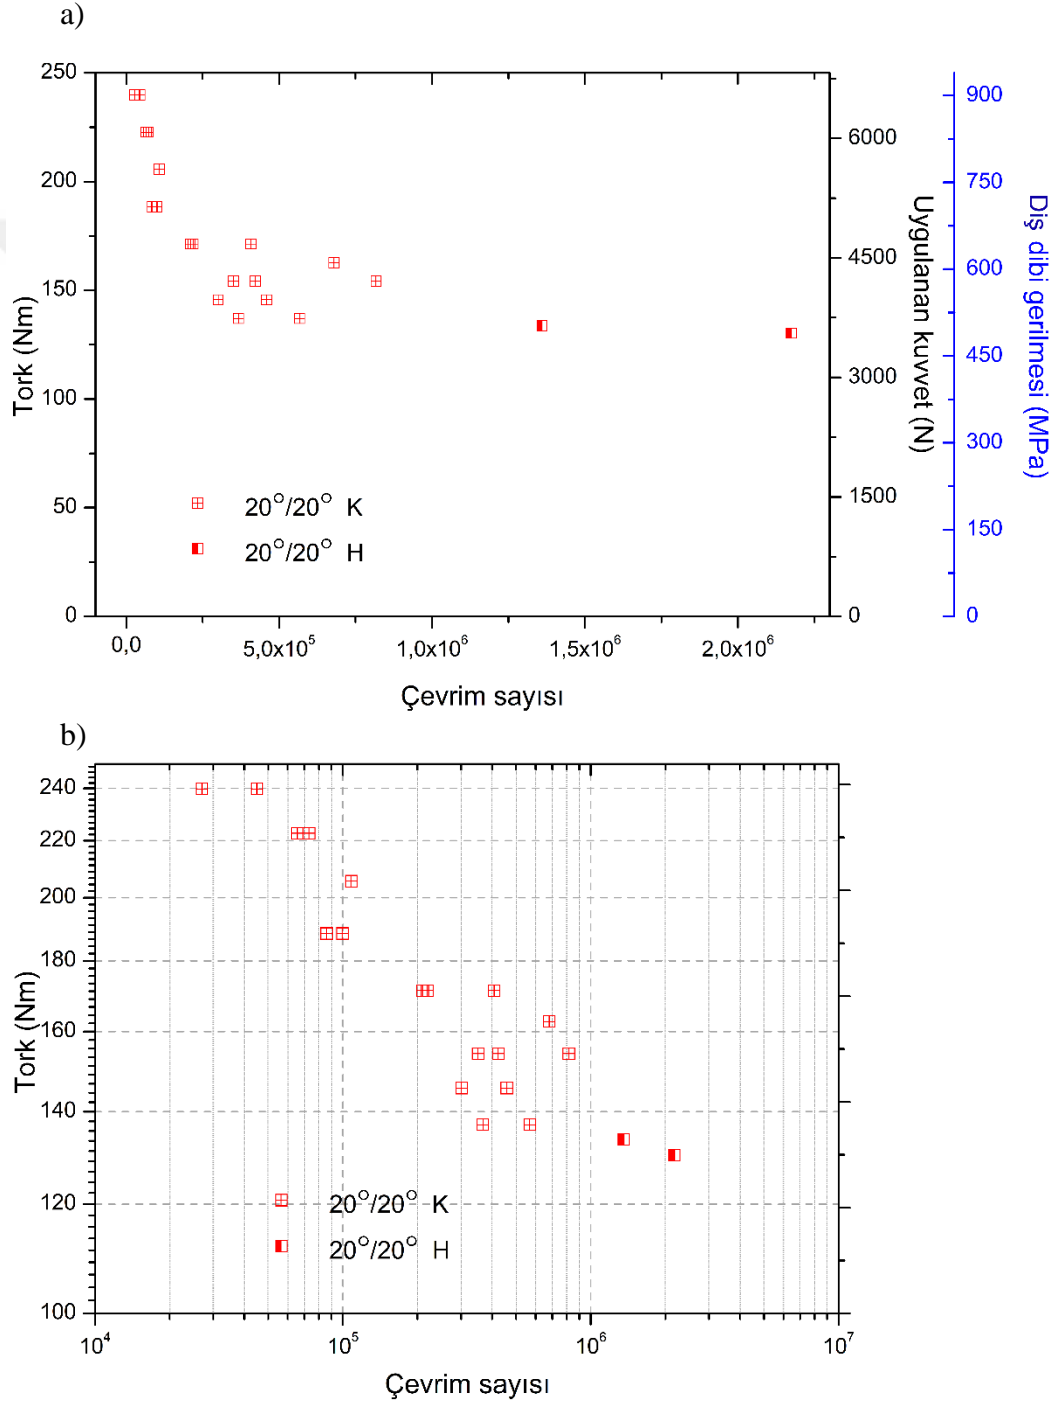 a)
250
200
150
100
50
0
Tork (Nm)
6000
4500
3000
1500
0
Uygulanan kuvvet (N)
900
750
600
450
300
150
0
Diş dibi gerilmesi (MPa)
20°/20° K
20°/20° H
0,0
5,0x10⁵
1,0x10⁶
1,5x10⁶
2,0x10⁶
Çevrim sayısı
b)
240
220
200
180
160
140
120
100
Tork (Nm)
20°/20° K
20°/20° H
10⁴
10⁵
10⁶
10⁷
Çevrim sayısı